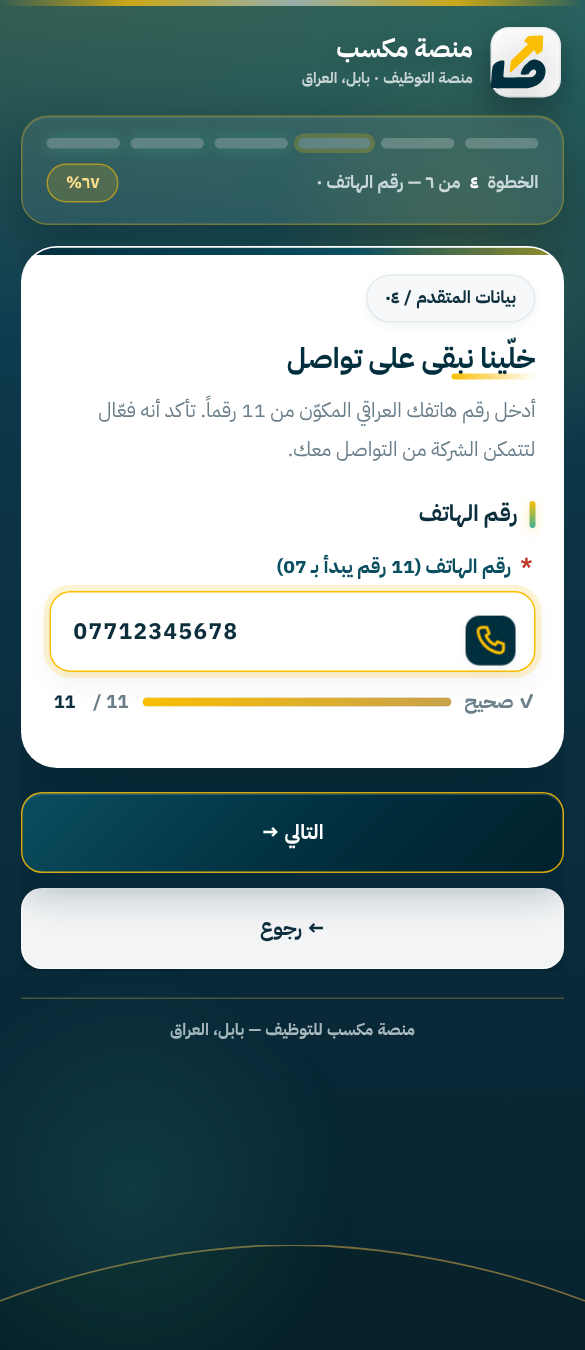 منصة مكسب
منصة التوظيف · بابل، العراق
الخطوة ٤ من ٦ — رقم الهاتف ·
%٦٧
بيانات المتقدم / ٠٤
خلّينا نبقى على تواصل
أدخل رقم هاتفك العراقي المكوّن من 11 رقماً. تأكد أنه فعّال
لتتمكن الشركة من التواصل معك.
رقم الهاتف
* رقم الهاتف (11 رقم يبدأ بـ 07)
07712345678
✓ صحيح 11 / 11
التالي →
← رجوع
منصة مكسب للتوظيف — بابل، العراق